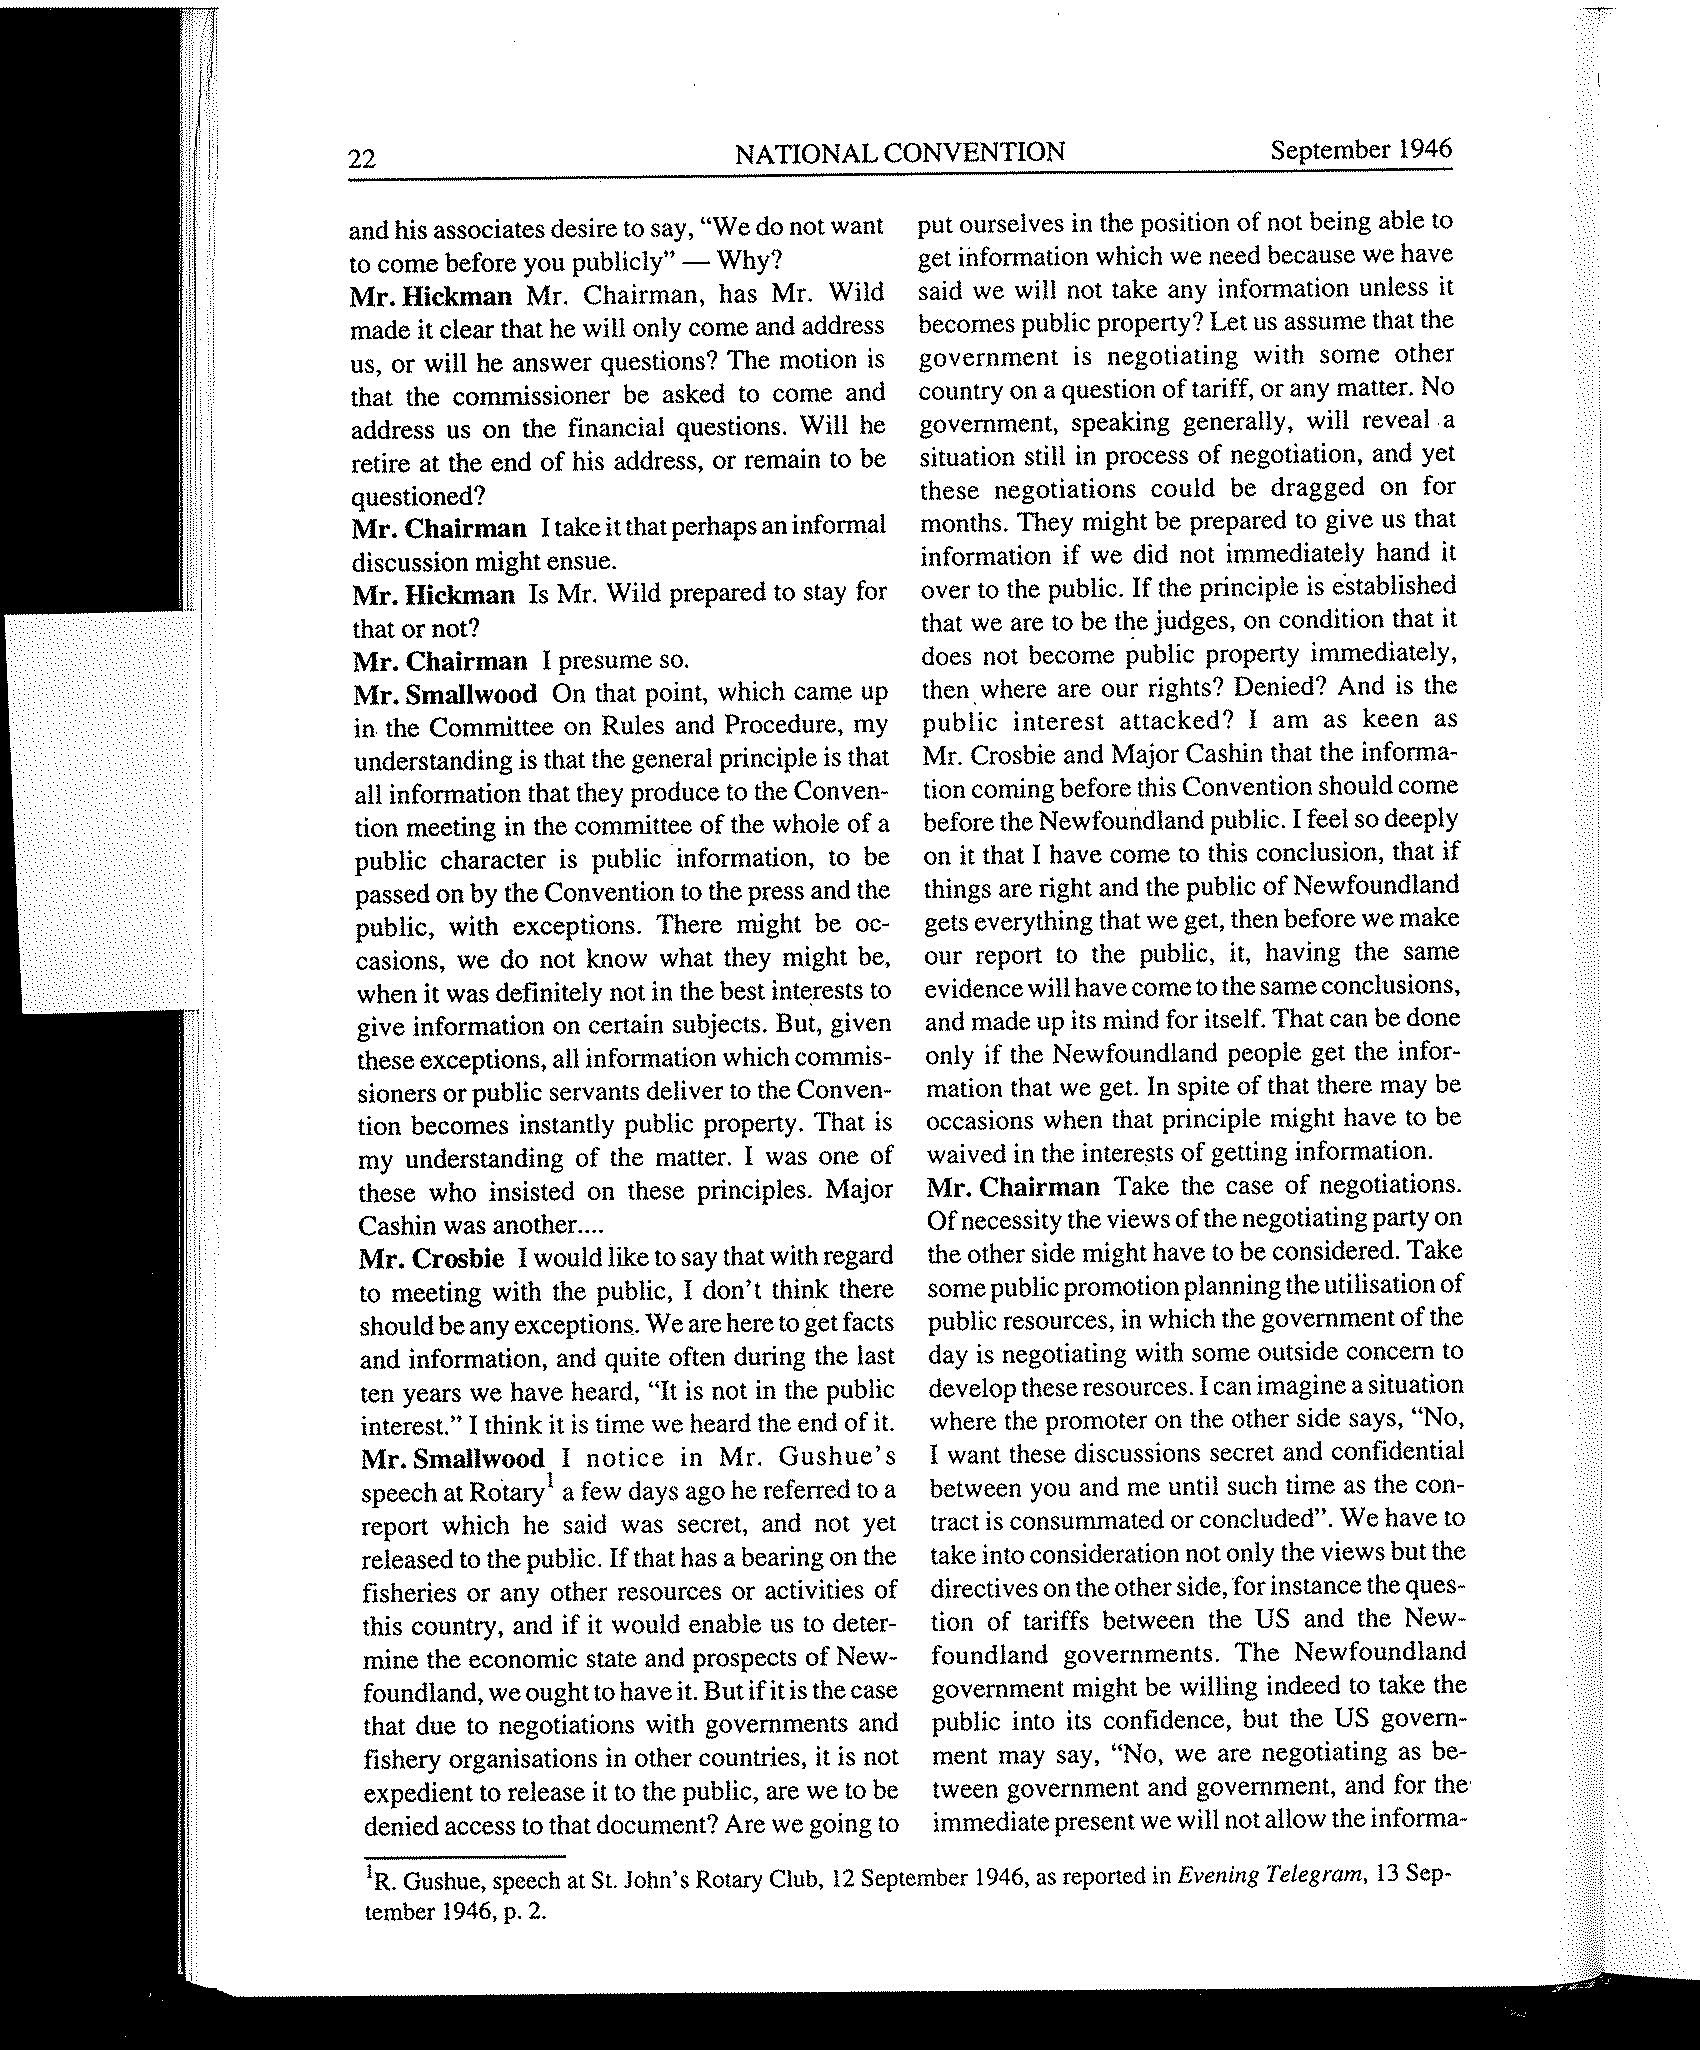 22 NATIONAL CONVENTION September 1946
and his associates desire to say, “We do not want
to come before you publicly” — Why?
Mr. Hickman Mr. Chairman, has Mr. Wild
made it clear that he will only come and address
us, or will he answer questions? The motion is
that the commissioner be asked to come and
address us on the financial questions. Will he
retire at the end of his address, or remain to be
questioned?
Mr. Chairman I take it that perhaps an informal
discussion might ensue.
Mr. Hickman Is Mr. Wild prepared to stay for
that or not?
Mr. Chairman I presume so.
Mr. Smallwood On that point, which came up
in the Committee on Rules and Procedure, my
understanding is that the general principle is that
all information that they produce to the Conven-
tion meeting in the committee of the whole of a
public character is public information, to be
passed on by the Convention to the press and the
public, with exceptions. There might be oc-
casions, we do not know what they might be,
when it was definitely not in the best interests to
give information on certain subjects. But, given
these exceptions, all information which commis-
sioners or public servants deliver to the Conven-
tion becomes instantly public property. That is
my understanding of the matter. I was one of
these who insisted on these principles. Major
Cashin was another....
Mr. Crosbie I would like to say that with regard
to meeting with the public, I don't think there
should be any exceptions. We are here to get facts
and information, and quite often during the last
ten years we have heard, “It is not in the public
interest.” I think it is time we heard the end of it.
Mr. Smallwood I notice in Mr. Gushue's
speech at Rotary1 a few days ago he referred to a
report which he said was secret, and not yet
released to the public. If that has a bearing on the
fisheries or any other resources or activities of
this country, and if it would enable us to deter-
mine the economic state and prospects of New-
foundland, we ought to have it. But if it is the case
that due to negotiations with governments and
fishery organisations in other countries, it is not
expedient to release it to the public, are we to be
denied access to that document? Are we going to
put ourselves in the position of not being able to
get information which we need because we have
said we will not take any information unless it
becomes public property? Let us assume that the
government is negotiating with some other
country on a question of tariff, or any matter. No
government, speaking generally, will reveal a
situation still in process of negotiation, and yet
these negotiations could be dragged on for
months. They might be prepared to give us that
information if we did not immediately hand it
over to the public. If the principle is established
that we are to be the judges, on condition that it
does not become public property immediately,
then where are our rights? Denied? And is the
public interest attacked? I am as keen as
Mr. Crosbie and Major Cashin that the informa-
tion coming before this Convention should come
before the Newfoundland public. I feel so deeply
on it that I have come to this conclusion, that if
things are right and the public of Newfoundland
gets everything that we get, then before we make
our report to the public, it, having the same
evidence will have come to the same conclusions,
and made up its mind for itself. That can be done
only if the Newfoundland people get the infor-
mation that we get. In spite of that there may be
occasions when that principle might have to be
waived in the interests of getting information.
Mr. Chairman Take the case of negotiations.
Of necessity the views of the negotiating party on
the other side might have to be considered. Take
some public promotion planning the utilisation of
public resources, in which the government of the
day is negotiating with some outside concern to
develop these resources. I can imagine a situation
where the promoter on the other side says, “No,
I want these discussions secret and confidential
between you and me until such time as the con-
tract is consummated or concluded”. We have to
take into consideration not only the views but the
directives on the other side, for instance the ques-
tion of tariffs between the US and the New-
foundland governments. The Newfoundland
government might be willing indeed to take the
public into its confidence, but the US govern-
ment may say, “No, we are negotiating as be-
tween government and government, and for the
immediate present we will not allow the informa-
1R. Gushue, speech at St. John's Rotary Club, 12 September 1946, as reported in Evening Telegram, 13 Sep-
tember 1946, p. 2.